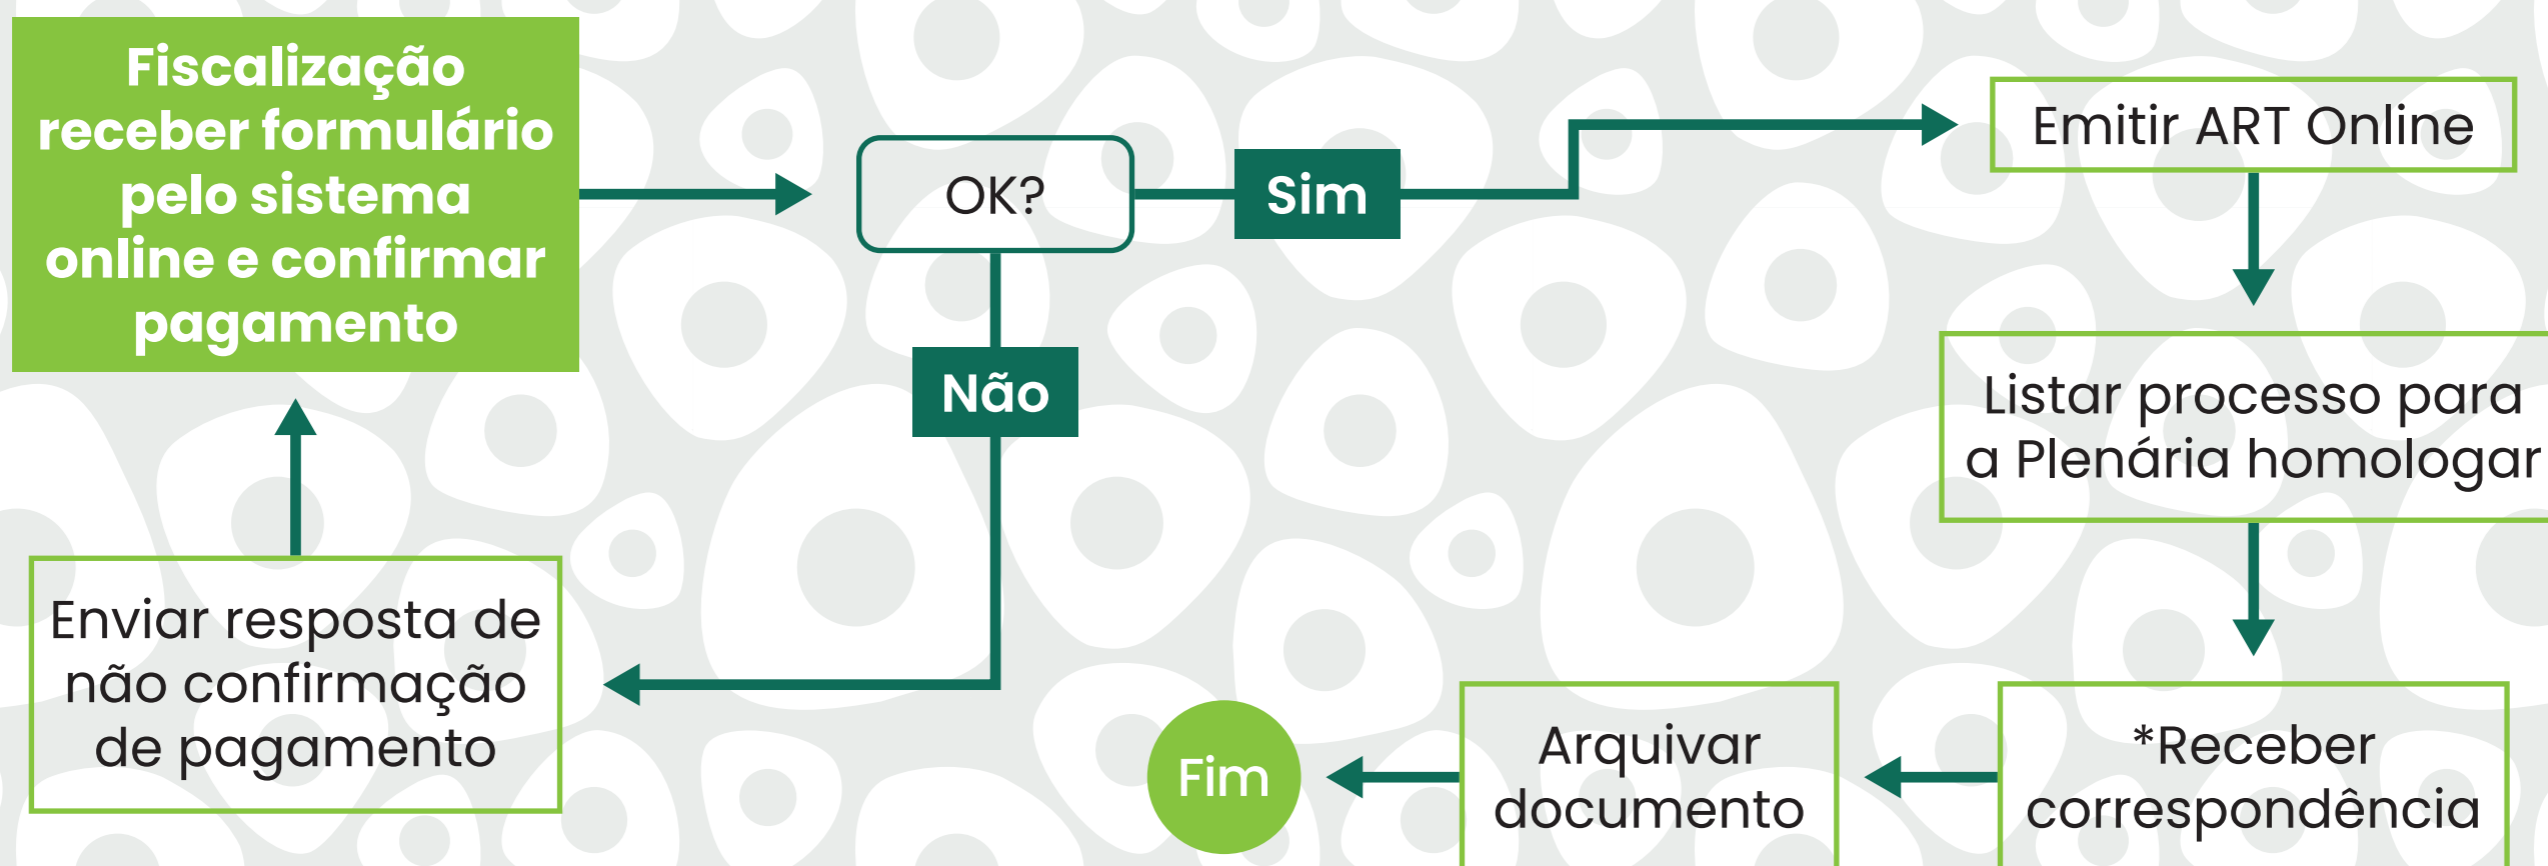 Fiscalização
receber formulário
pelo sistema
online e confirmar
pagamento
OK?
Sim
Emitir ART Online
Não
Listar processo para
a Plenária homologar
Enviar resposta de
não confirmação
de pagamento
Fim
Arquivar
documento
*Receber
correspondência